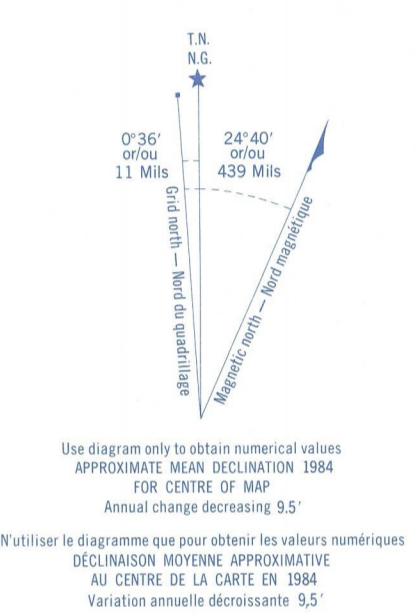 T.N.
N.G.
0°36′
or/ou
11 Mils
24°40′
or/ou
439 Mils
Grid north — Nord du quadrillage
Magnetic north — Nord magnétique
Use diagram only to obtain numerical values
APPROXIMATE MEAN DECLINATION 1984
FOR CENTRE OF MAP
Annual change decreasing 9.5′
N'utiliser le diagramme que pour obtenir les valeurs numériques
DÉCLINAISON MOYENNE APPROXIMATIVE
AU CENTRE DE LA CARTE EN 1984
Variation annuelle décroissante 9,5′